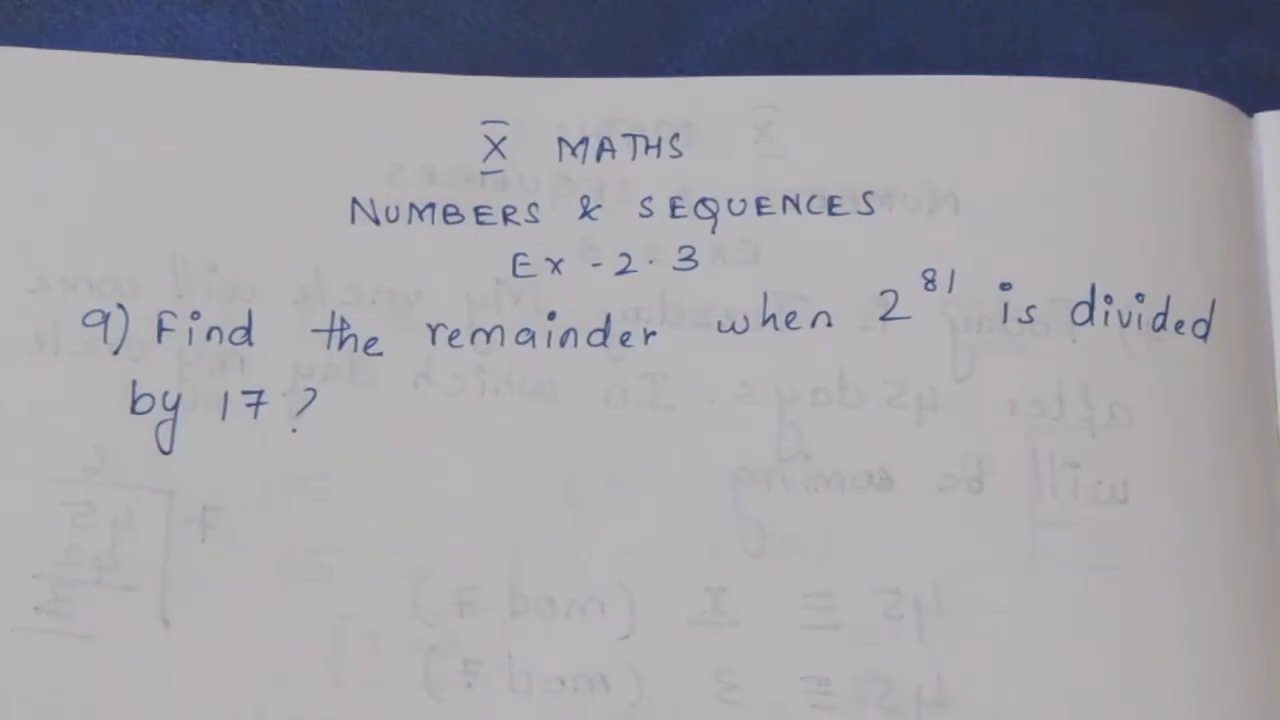 X MATHS
NUMBERS & SEQUENCES
Ex - 2.3
9) Find the remainder when 2^81 is divided
by 17?